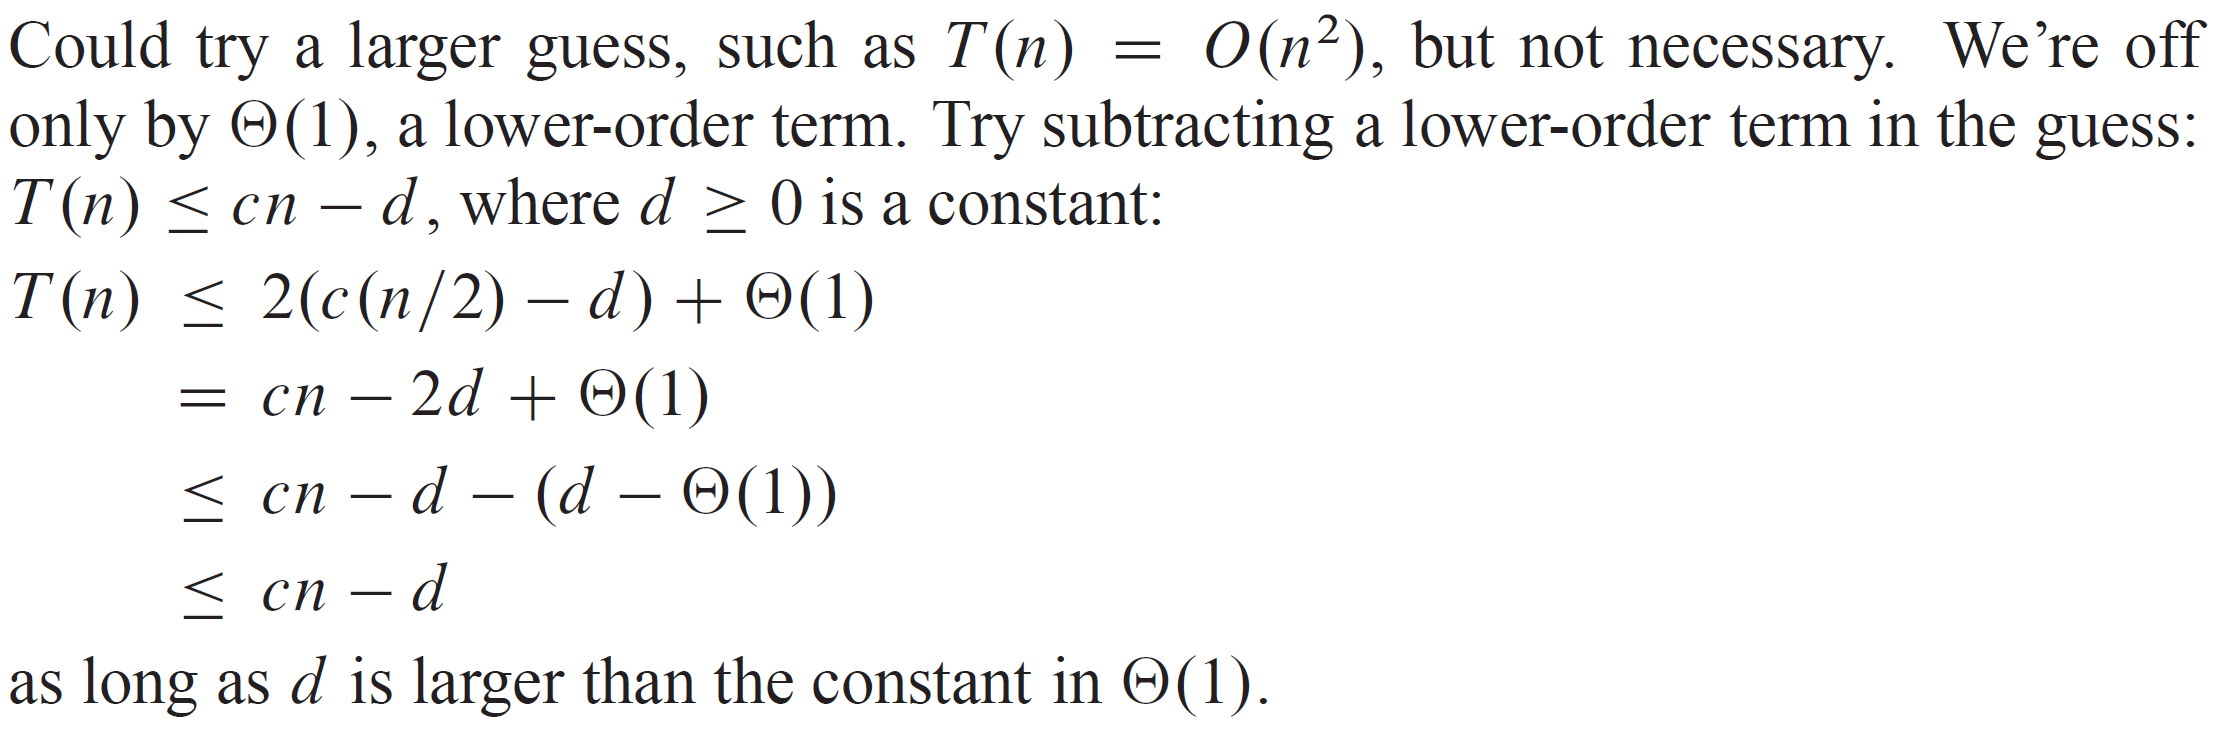 Could try a larger guess, such as T(n) = O(n²), but not necessary. We’re off
only by Θ(1), a lower-order term. Try subtracting a lower-order term in the guess:
T(n) ≤ cn − d, where d ≥ 0 is a constant:
T(n) ≤ 2(c(n/2) − d) + Θ(1)
= cn − 2d + Θ(1)
≤ cn − d − (d − Θ(1))
≤ cn − d
as long as d is larger than the constant in Θ(1).